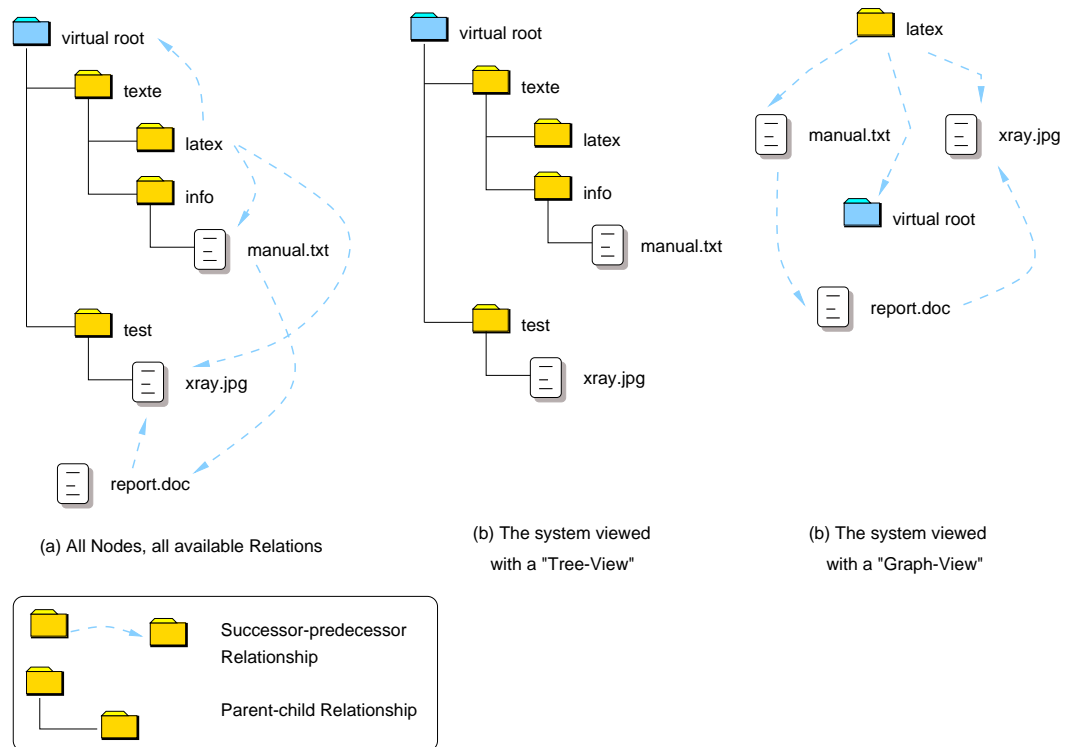 virtual root
texte
latex
info
manual.txt
test
xray.jpg
report.doc
(a) All Nodes, all available Relations
virtual root
texte
latex
info
manual.txt
test
xray.jpg
(b) The system viewed
with a "Tree-View"
latex
manual.txt
xray.jpg
virtual root
report.doc
(b) The system viewed
with a "Graph-View"
Successor-predecessor
Relationship
Parent-child Relationship